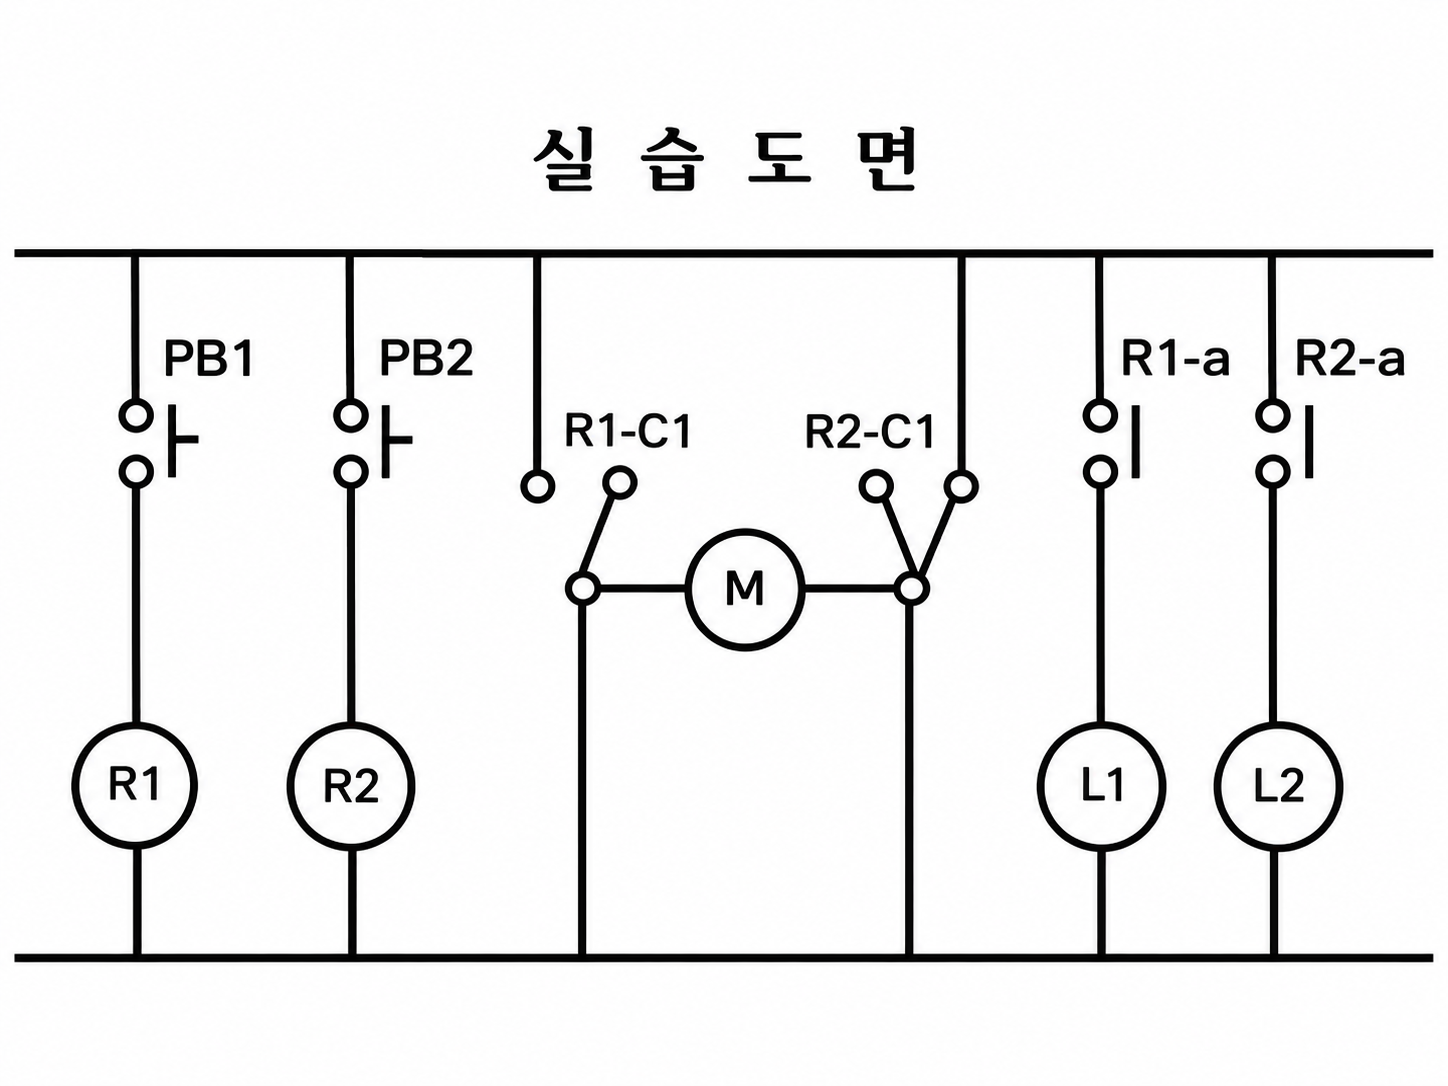 실 습 도 면
PB1
PB2
R1-a
R2-a
R1-C1
R2-C1
M
R1
R2
L1
L2